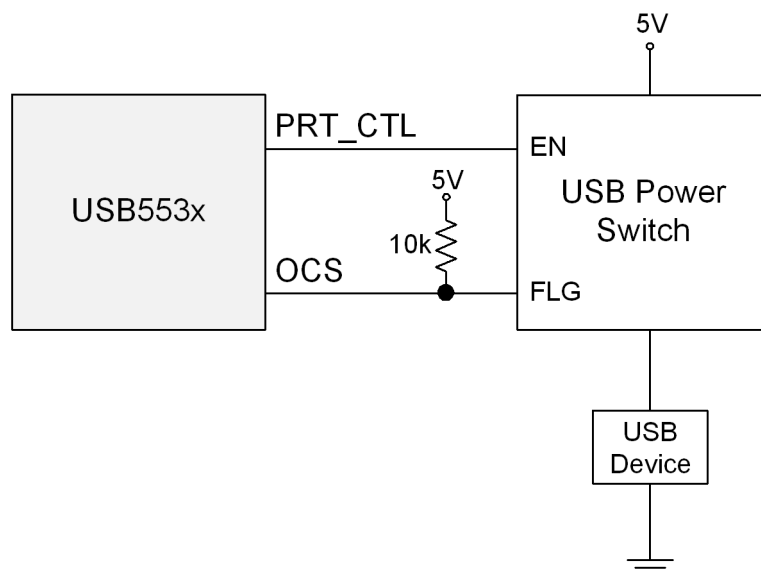 5V
PRT_CTL
EN
USB553x
USB Power
Switch
5V
10k
OCS
FLG
USB
Device